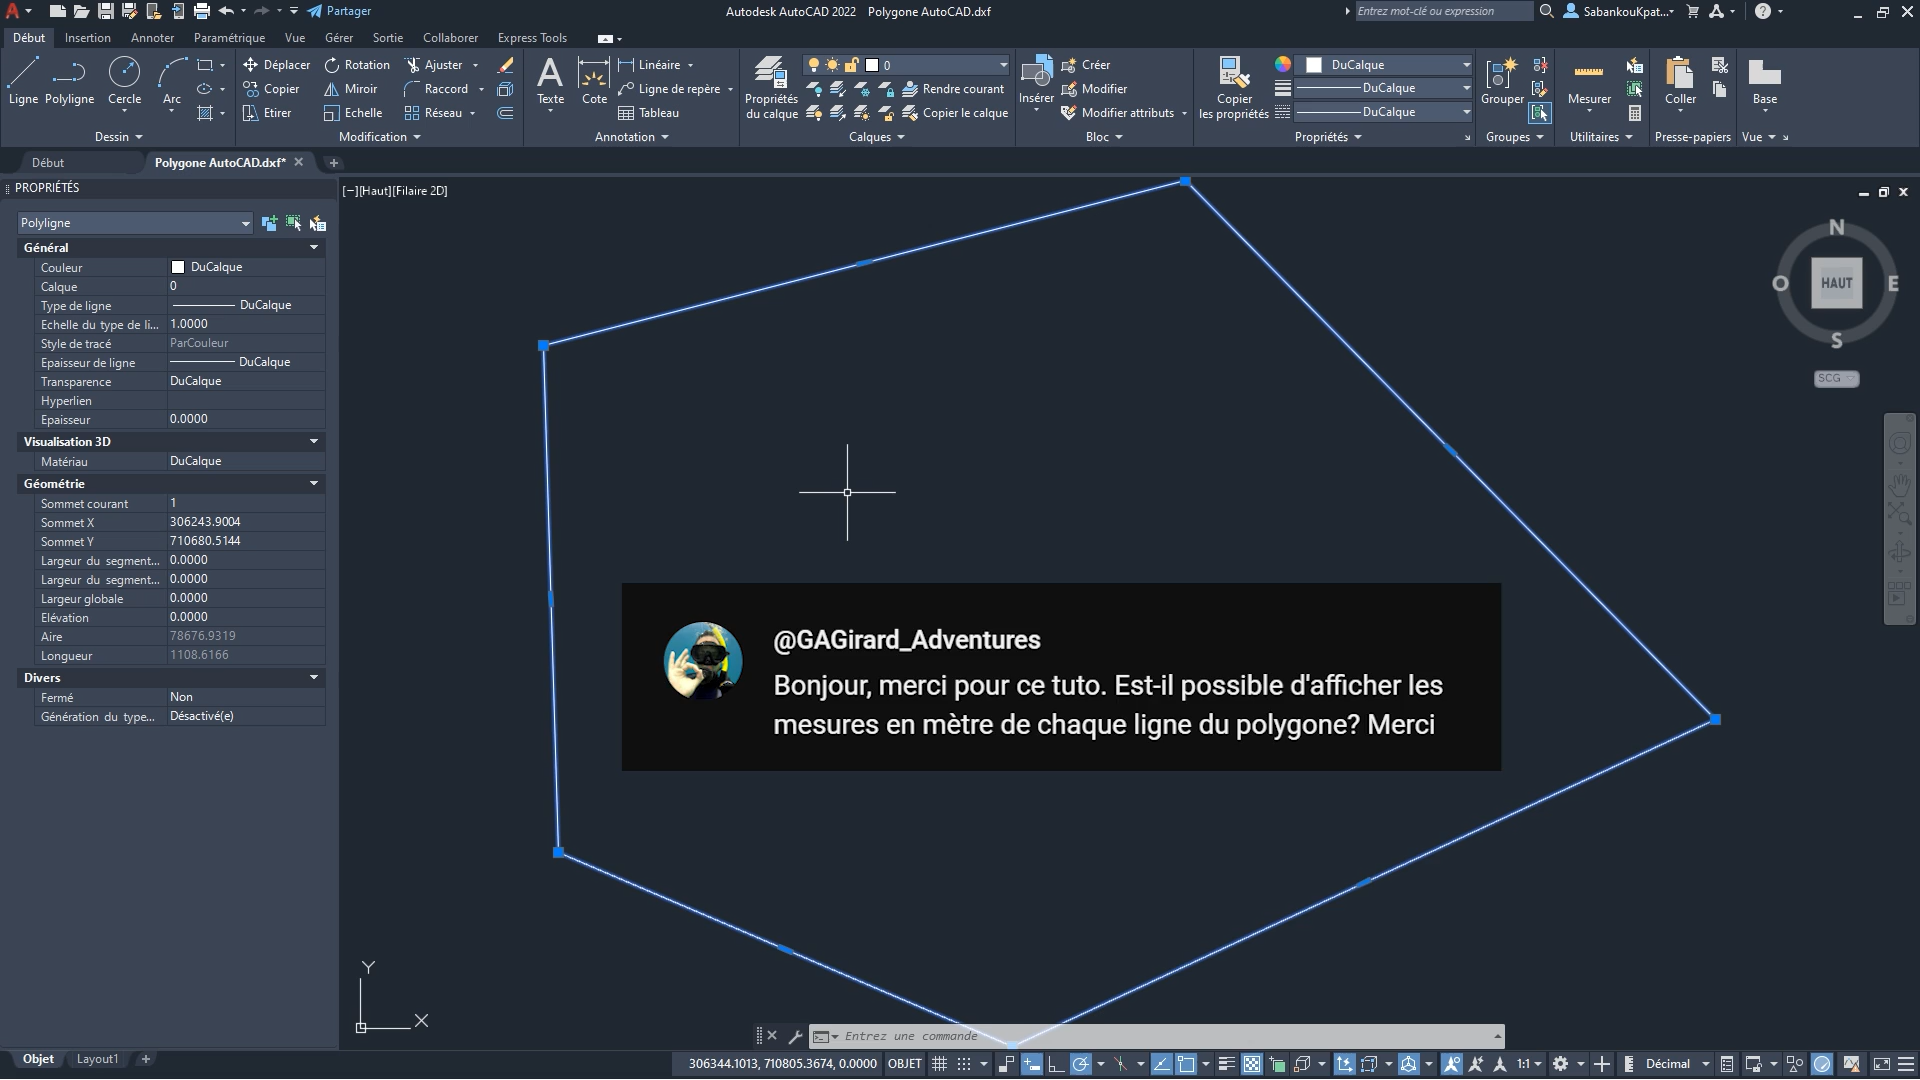 Partager
Autodesk AutoCAD 2022 Polygone AutoCAD.dxf
Entrez mot-clé ou expression
SabankouKpat...
Début Insertion Annoter Paramétrique Vue Gérer Sortie Collaborer Express Tools
Déplacer Rotation Ajuster
Copier Miroir Raccord
Etirer Echelle Réseau
Ligne Polyligne Cercle Arc
Texte Cote
Linéaire
Ligne de repère
Tableau
Propriétés
du calque
0
Rendre courant
Copier le calque
Insérer
Créer
Modifier
Modifier attributs
Copier
les propriétés
DuCalque
DuCalque
DuCalque
Grouper
Mesurer
Coller
Base
Dessin Modification Annotation Calques Bloc Propriétés Groupes Utilitaires Presse-papiers Vue
Début Polygone AutoCAD.dxf*
PROPRIÉTÉS
Polyligne
Général
Couleur DuCalque
Calque 0
Type de ligne DuCalque
Echelle du type de li... 1.0000
Style de tracé ParCouleur
Epaisseur de ligne DuCalque
Transparence DuCalque
Hyperlien
Epaisseur 0.0000
Visualisation 3D
Matériau DuCalque
Géométrie
Sommet courant 1
Sommet X 306243.9004
Sommet Y 710680.5144
Largeur du segment... 0.0000
Largeur du segment... 0.0000
Largeur globale 0.0000
Elévation 0.0000
Aire 78676.9319
Longueur 1108.6166
Divers
Fermé Non
Génération du type... Désactivé(e)
[−][Haut][Filaire 2D]
N
O HAUT E
S
SCG
@GAGirard_Adventures
Bonjour, merci pour ce tuto. Est-il possible d'afficher les
mesures en mètre de chaque ligne du polygone? Merci
Y
X
Entrez une commande
Objet Layout1 +
306344.1013, 710805.3674, 0.0000 OBJET
1:1
Décimal